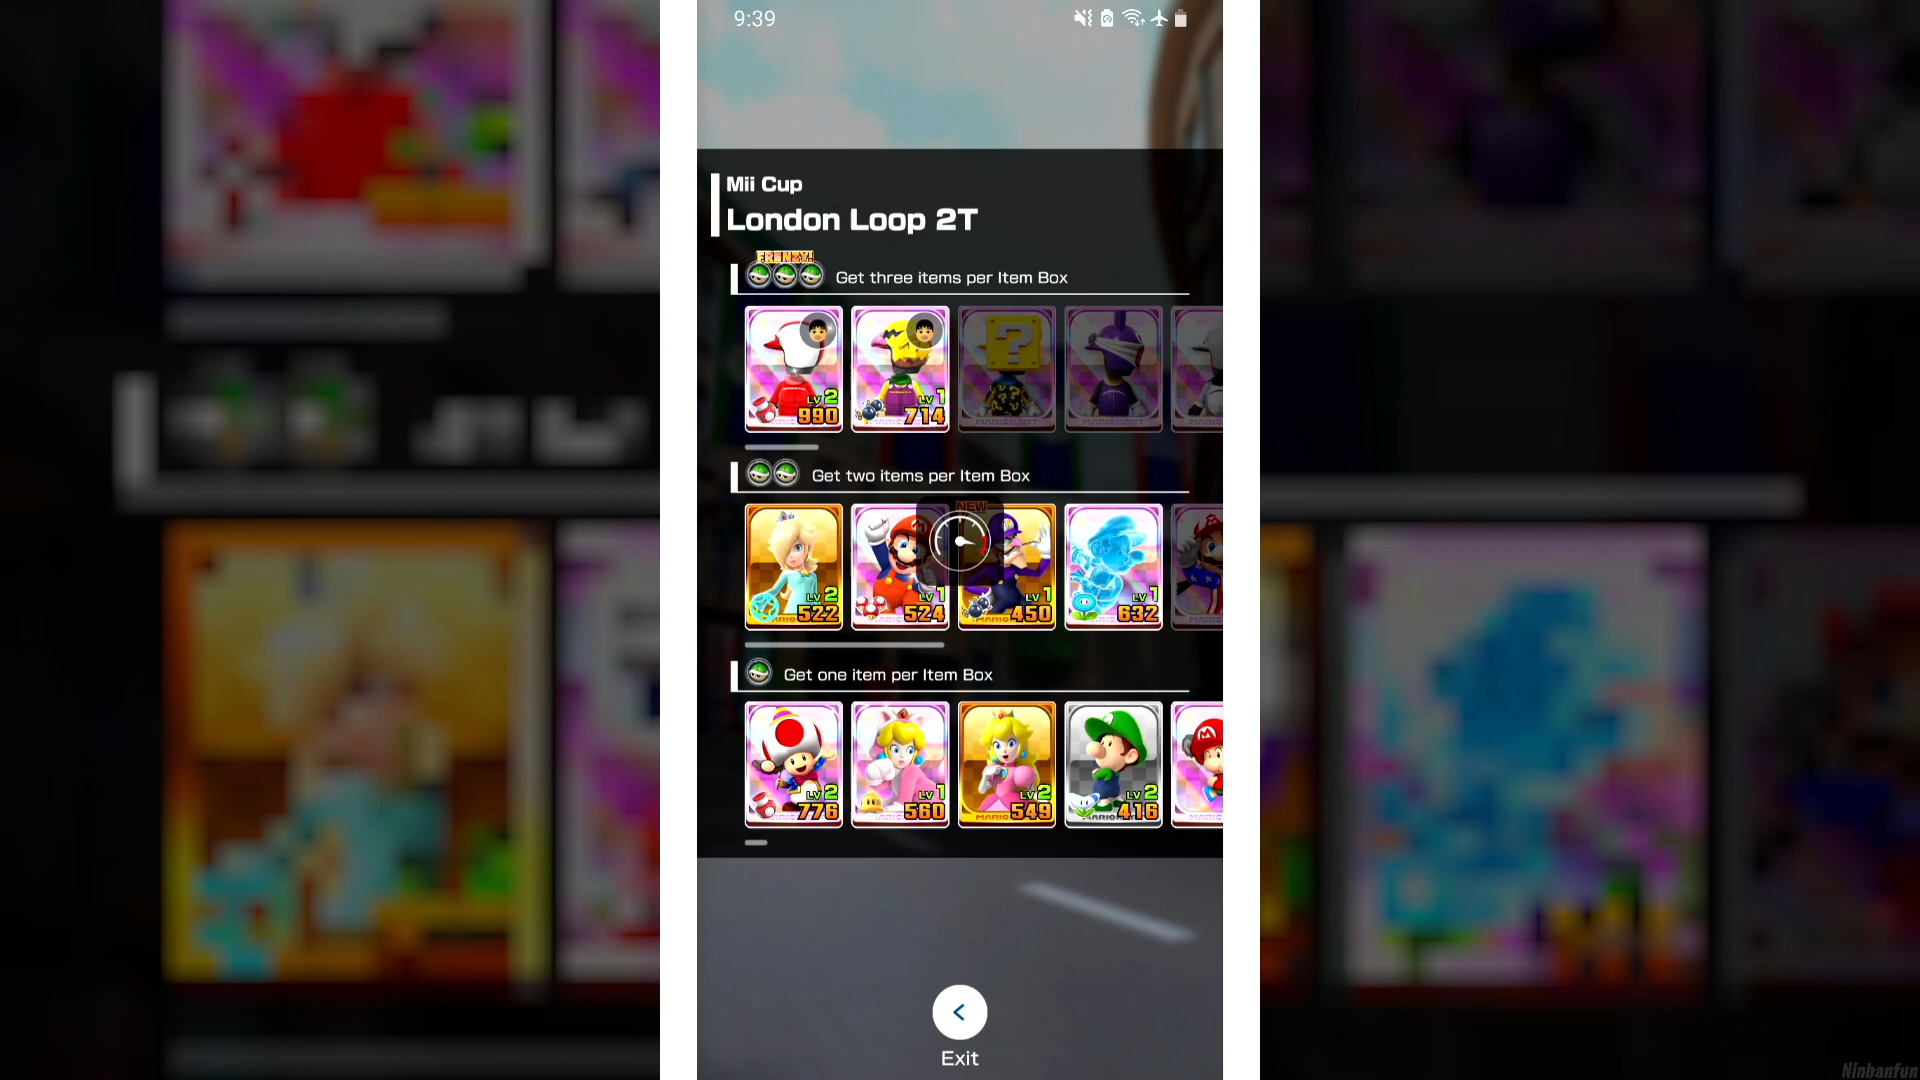 9:39
Mii Cup
London Loop 2T
FRENZY!
Get three items per Item Box
LV 2
990
LV 1
714
?
Get two items per Item Box
NEW
LV 2
522
LV 1
524
LV 1
450
LV 1
632
Get one item per Item Box
LV 2
776
LV 1
560
LV 2
549
LV 2
416
Exit
Ninbanfun